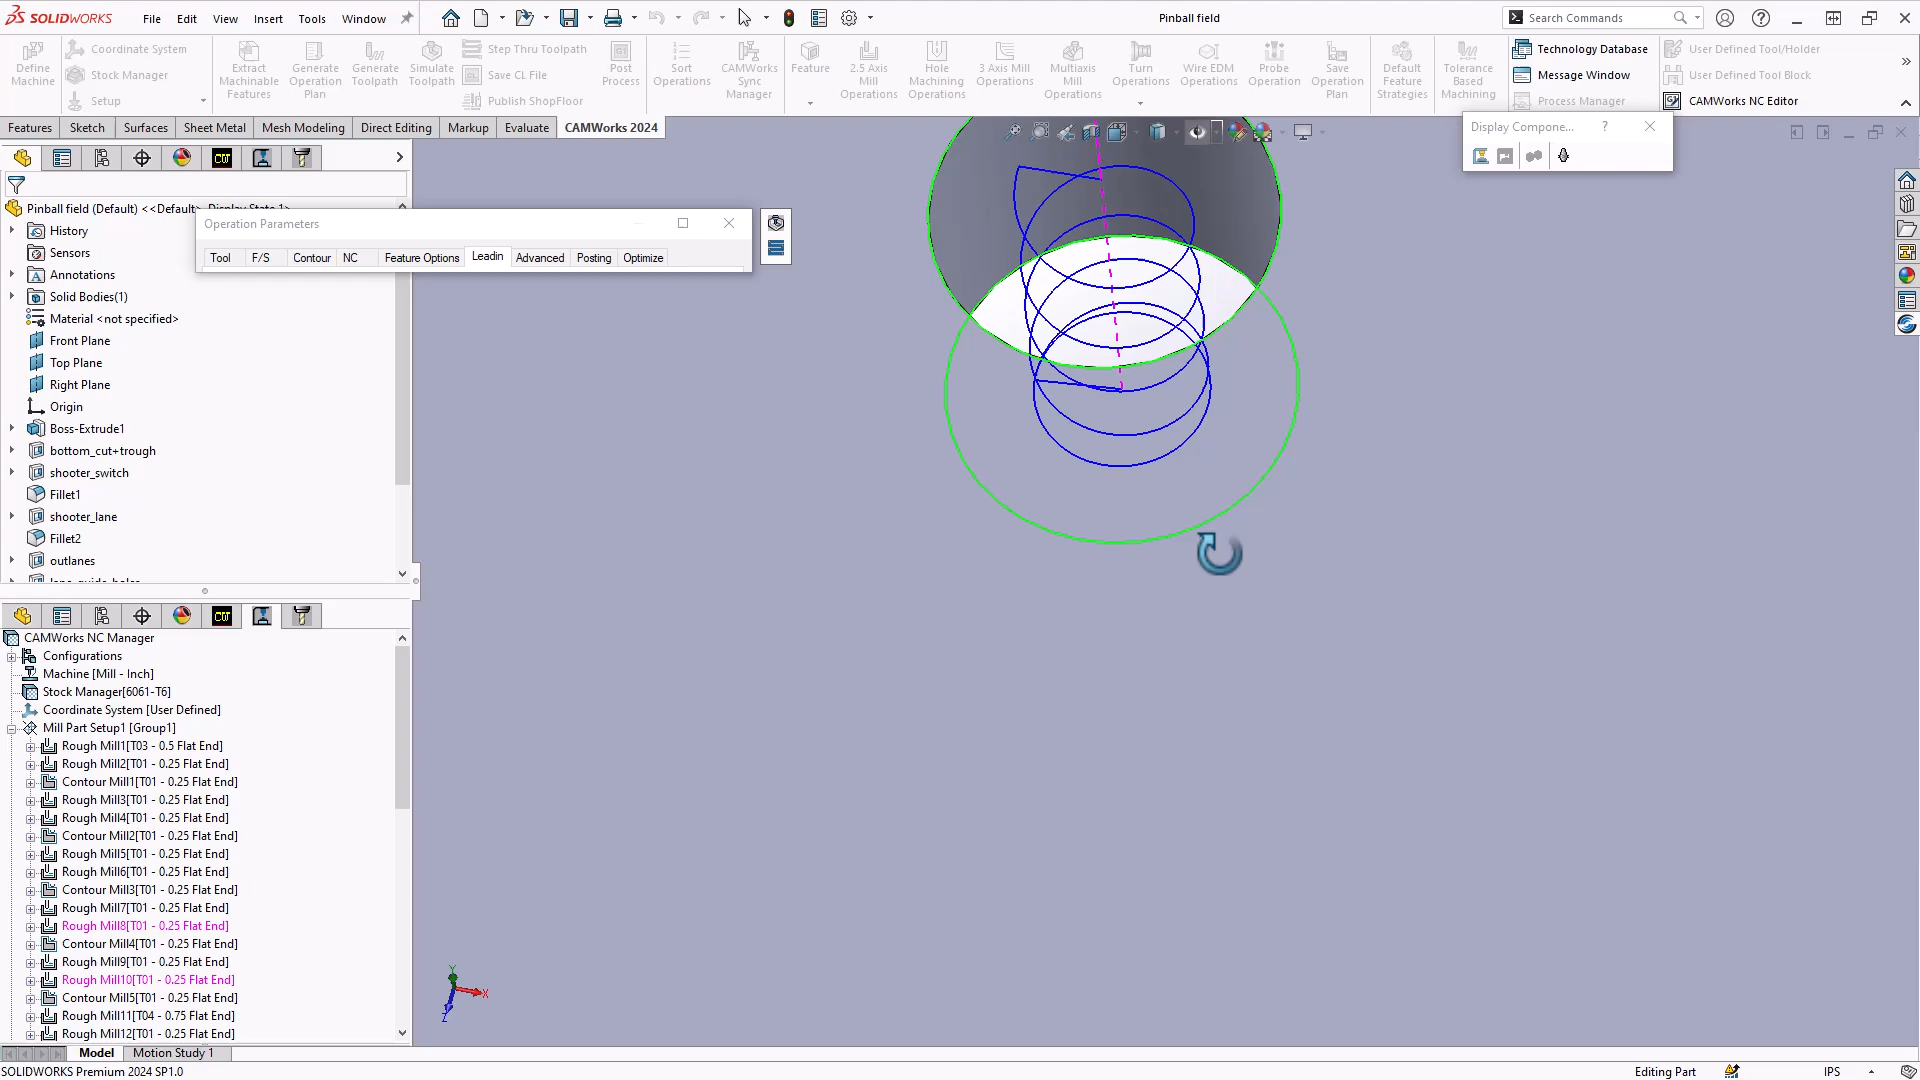 SOLIDWORKS
File
Edit
View
Insert
Tools
Window
Pinball field
Search Commands
Define
Machine
Coordinate System
Stock Manager
Setup
Extract
Machinable
Features
Generate
Operation
Plan
Generate
Toolpath
Simulate
Toolpath
Step Thru Toolpath
Save CL File
Publish ShopFloor
Post
Process
Sort
Operations
CAMWorks
Sync
Manager
Feature
2.5 Axis
Mill
Operations
Hole
Machining
Operations
3 Axis Mill
Operations
Multiaxis
Mill
Operations
Turn
Operations
Wire EDM
Operations
Probe
Operation
Save
Operation
Plan
Default
Feature
Strategies
Tolerance
Based
Machining
Technology Database
Message Window
Process Manager
User Defined Tool/Holder
User Defined Tool Block
CAMWorks NC Editor
Features
Sketch
Surfaces
Sheet Metal
Mesh Modeling
Direct Editing
Markup
Evaluate
CAMWorks 2024
Display Compone...
Pinball field (Default) <<Default>_Display State 1>
History
Sensors
Annotations
Solid Bodies(1)
Material <not specified>
Front Plane
Top Plane
Right Plane
Origin
Boss-Extrude1
bottom_cut+trough
shooter_switch
Fillet1
shooter_lane
Fillet2
outlanes
lane_guide_holes
Operation Parameters
Tool
F/S
Contour
NC
Feature Options
Leadin
Advanced
Posting
Optimize
CAMWorks NC Manager
Configurations
Machine [Mill - Inch]
Stock Manager[6061-T6]
Coordinate System [User Defined]
Mill Part Setup1 [Group1]
Rough Mill1[T03 - 0.5 Flat End]
Rough Mill2[T01 - 0.25 Flat End]
Contour Mill1[T01 - 0.25 Flat End]
Rough Mill3[T01 - 0.25 Flat End]
Rough Mill4[T01 - 0.25 Flat End]
Contour Mill2[T01 - 0.25 Flat End]
Rough Mill5[T01 - 0.25 Flat End]
Rough Mill6[T01 - 0.25 Flat End]
Contour Mill3[T01 - 0.25 Flat End]
Rough Mill7[T01 - 0.25 Flat End]
Rough Mill8[T01 - 0.25 Flat End]
Contour Mill4[T01 - 0.25 Flat End]
Rough Mill9[T01 - 0.25 Flat End]
Rough Mill10[T01 - 0.25 Flat End]
Contour Mill5[T01 - 0.25 Flat End]
Rough Mill11[T04 - 0.75 Flat End]
Rough Mill12[T01 - 0.25 Flat End]
Y
X
Z
Model
Motion Study 1
SOLIDWORKS Premium 2024 SP1.0
Editing Part
IPS